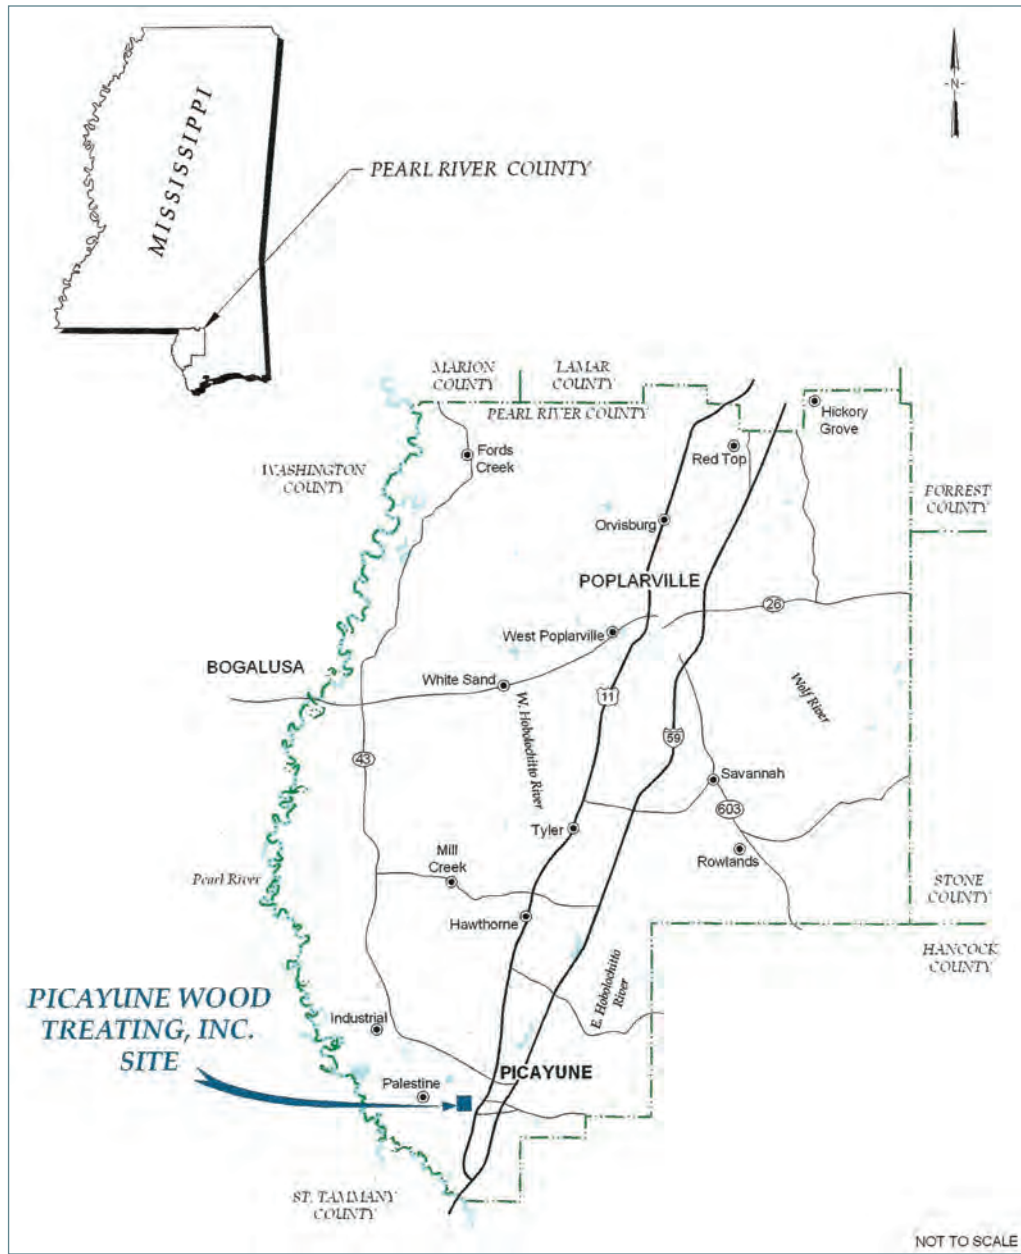 -N-
MISSISSIPPI
PEARL RIVER COUNTY
MARION
COUNTY
LAMAR
COUNTY
PEARL RIVER COUNTY
Hickory
Grove
Fords
Creek
Red Top
WASHINGTON
COUNTY
FORREST
COUNTY
Orvisburg
POPLARVILLE
26
West Poplarville
BOGALUSA
White Sand
11
W. Hobolochitto River
Wolf River
59
43
Savannah
603
Tyler
Mill
Creek
Rowlands
Pearl River
STONE
COUNTY
Hawthorne
HANCOCK
COUNTY
E. Hobolochitto
River
PICAYUNE WOOD
TREATING, INC.
SITE
Industrial
PICAYUNE
Palestine
ST. TAMMANY
COUNTY
NOT TO SCALE